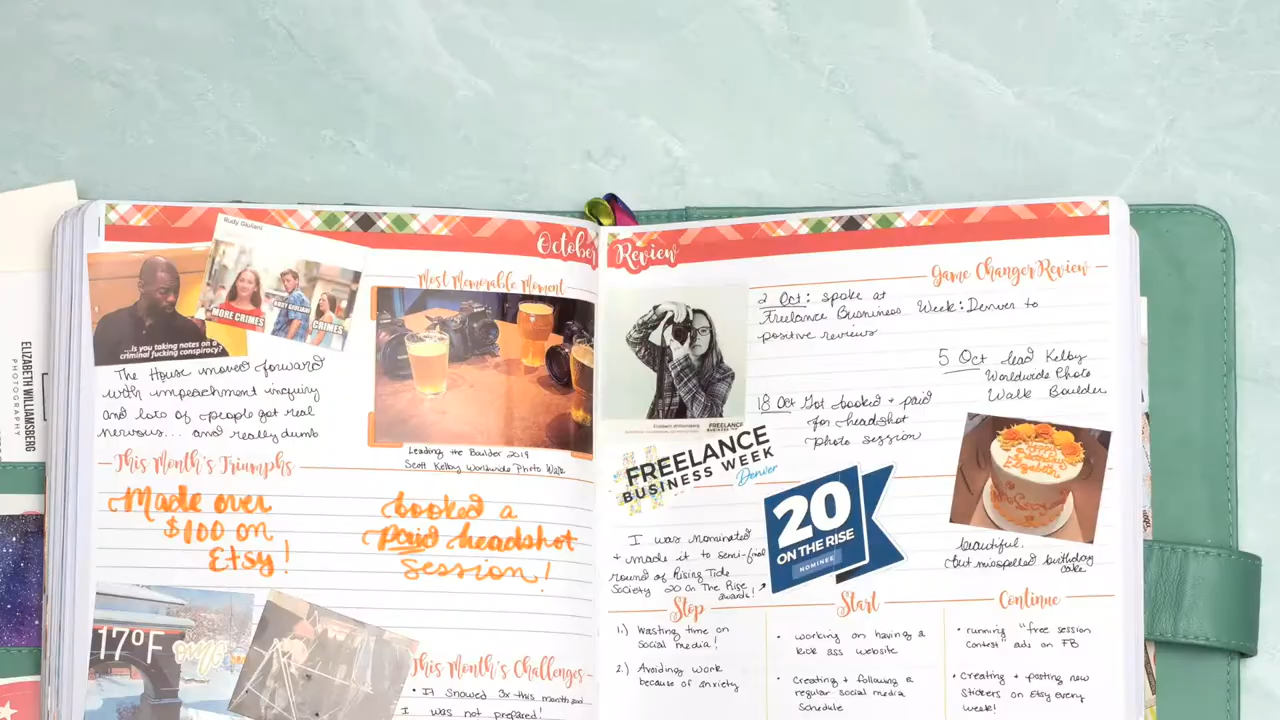 ELIZABETH WILLIAMSBERG
PHOTOGRAPHY
October
Rudy Giuliani
MORE CRIMES
RUDY GIULIANI
CRIMES
...is you taking notes on a
criminal fucking conspiracy?
The House moved forward
with impeachment inquiry
and lots of people got real
nervous... and really dumb
Most Memorable Moment
Leading the Boulder 2019
Scott Kelby Worldwide Photo Walk
This Month's Triumphs
Made over
$100 on
Etsy!
booked a
paid headshot
session!
17°F
This Month's Challenges
• It snowed 3x this month and
I was not prepared!
Review
Game Changer Review
2 Oct: spoke at
Freelance Business Week: Denver to
positive reviews
5 Oct lead Kelby
Worldwide Photo
Walk Boulder
18 Oct Got booked + paid
for headshot
photo session
FREELANCE
BUSINESS WEEK
#FREELANCE
BUSINESS WEEK
Denver
20
ON THE RISE
NOMINEE
I was nominated
+ made it to semi-final
round of Rising Tide
Society 20 On The Rise
awards!
beautiful,
but misspelled birthday
cake
Stop
1.) Wasting time on
social media!
2.) Avoiding work
because of anxiety
Start
• working on having a
kick ass website
• Creating + following a
regular social media
schedule
Continue
• running "free session
contest" ads on FB
• Creating + posting new
stickers on Etsy every
week!